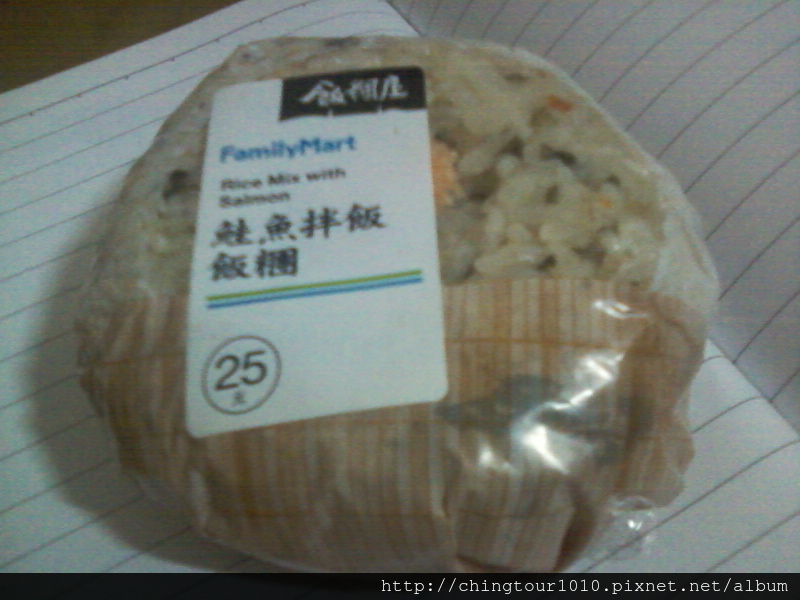 飯糰屋
FamilyMart
Rice Mix with
Salmon
鮭魚拌飯
飯糰
25
元
http://chingtour1010.pixnet.net/album